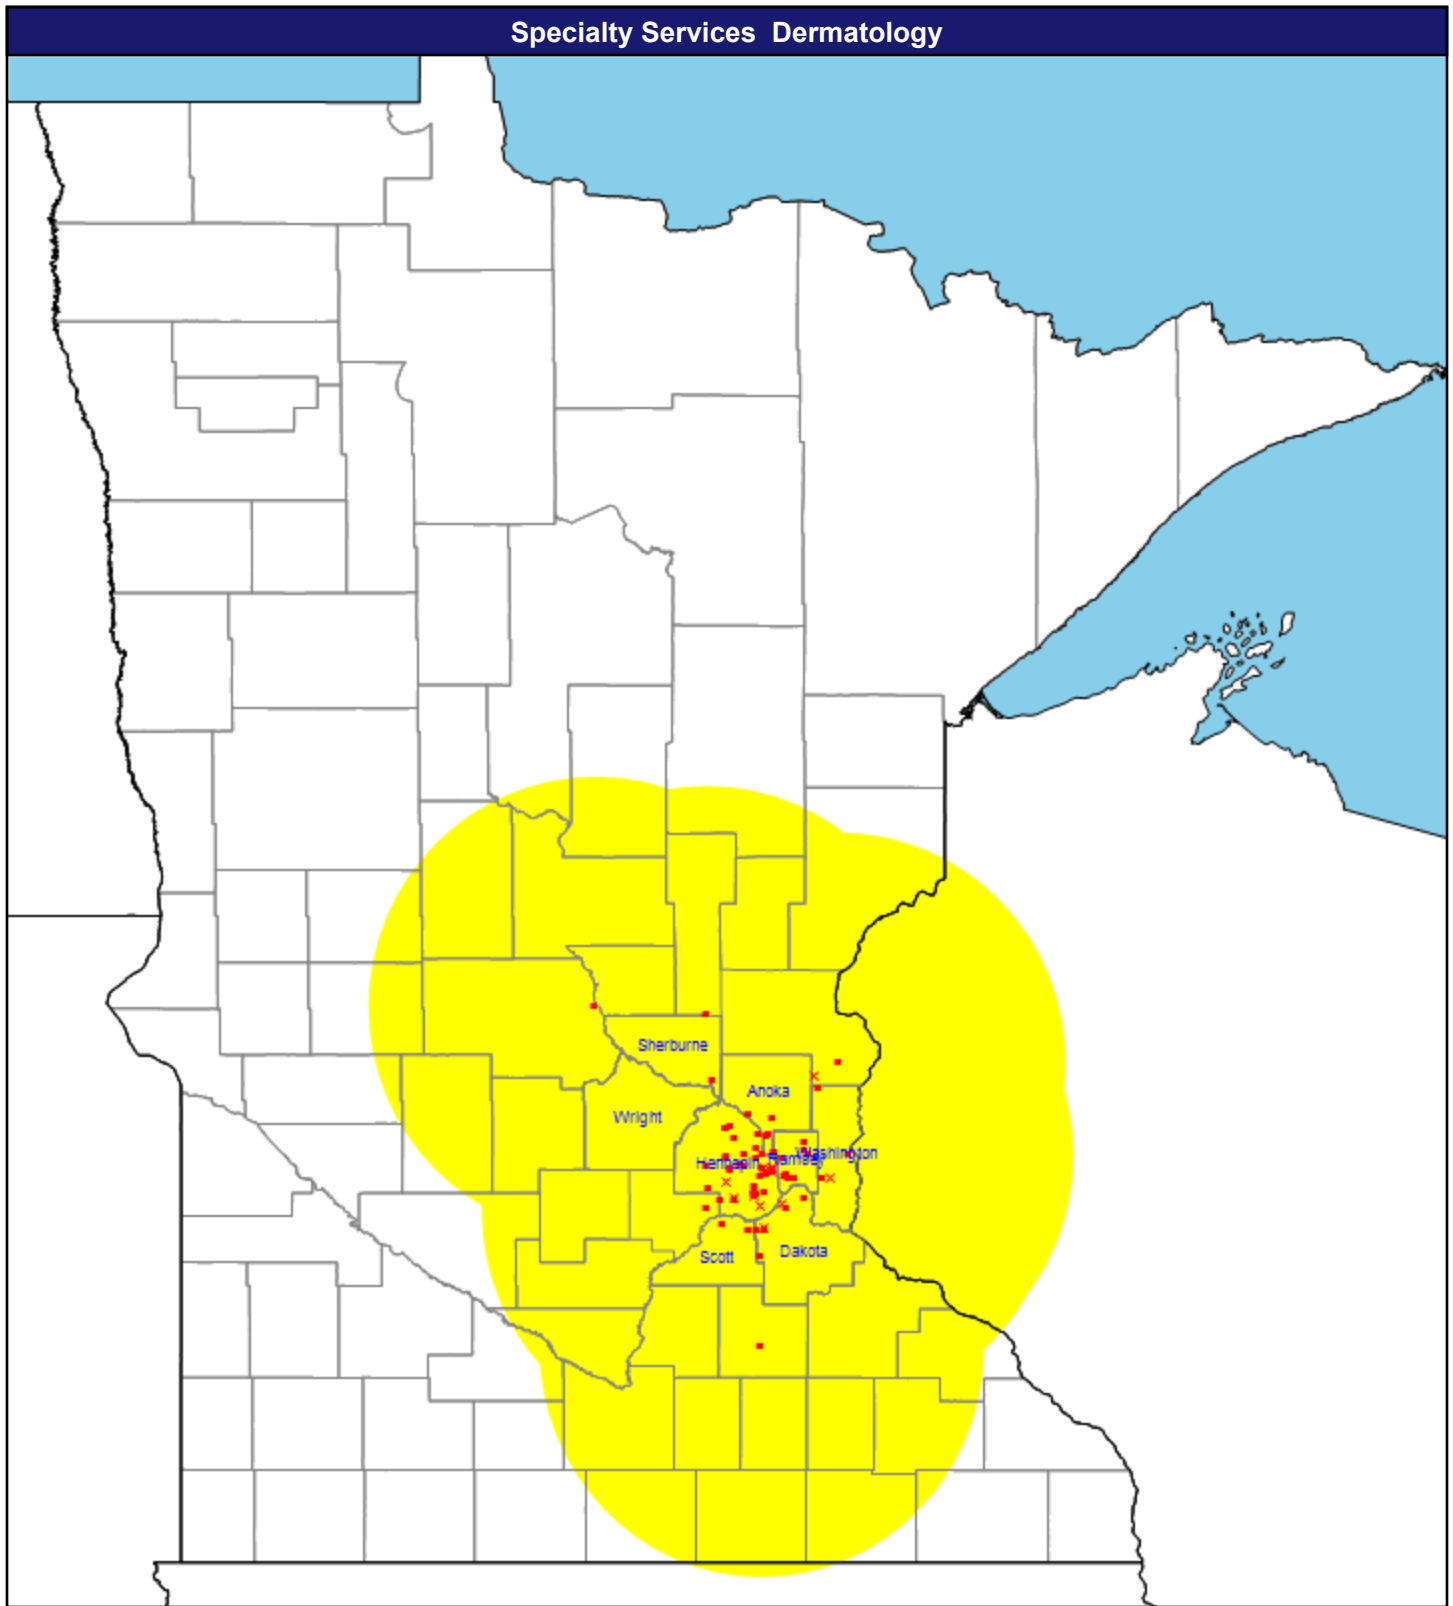 Specialty Services  Dermatology
Sherburne
Anoka
Wright
Hennepin
Ramsey
Washington
Scott
Dakota